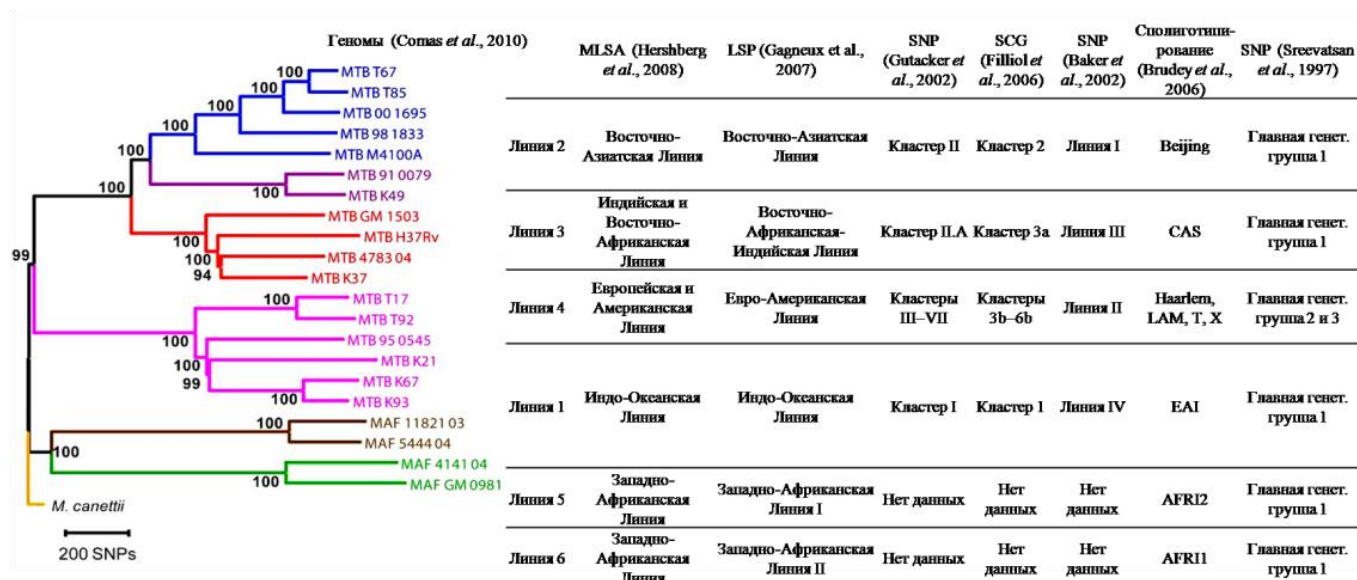 Геномы (Comas et al., 2010)
MTB T67
MTB T85
MTB 00 1695
MTB 98 1833
MTB M4100A
MTB 91 0079
MTB K49
MTB GM 1503
MTB H37Rv
MTB 4783 04
MTB K37
MTB T17
MTB T92
MTB 95 0545
MTB K21
MTB K67
MTB K93
MAF 11821 03
MAF 5444 04
MAF 4141 04
MAF GM 0981
M. canettii
100
100
100
100
100
100
100
100
100
94
99
100
100
99
100
100
100
100
200 SNPs
MLSA (Hershberg
et al., 2008)
LSP (Gagneux et al.,
2007)
SNP
(Gutacker et
al., 2002)
SCG
(Filliol et
al., 2006)
SNP
(Baker et
al., 2002)
Сполиготипи-
рование
(Brudey et al.,
2006)
SNP (Sreevatsan
et al., 1997)
Линия 2
Восточно-
Азиатская Линия
Восточно-Азиатская
Линия
Кластер II
Кластер 2
Линия I
Beijing
Главная генет.
группа 1
Линия 3
Индийская и
Восточно-
Африканская
Линия
Восточно-
Африканская-
Индийская Линия
Кластер II.A
Кластер 3a
Линия III
CAS
Главная генет.
группа 1
Линия 4
Европейская и
Американская
Линия
Евро-Американская
Линия
Кластеры
III–VII
Кластеры
3b–6b
Линия II
Haarlem,
LAM, T, X
Главная генет.
группа 2 и 3
Линия 1
Индо-Океанская
Линия
Индо-Океанская
Линия
Кластер I
Кластер 1
Линия IV
EAI
Главная генет.
группа 1
Линия 5
Западно-
Африканская
Линия
Западно-Африканская
Линия I
Нет данных
Нет
данных
Нет
данных
AFRI2
Главная генет.
группа 1
Линия 6
Западно-
Африканская
Линия
Западно-Африканская
Линия II
Нет данных
Нет
данных
Нет
данных
AFRI1
Главная генет.
группа 1